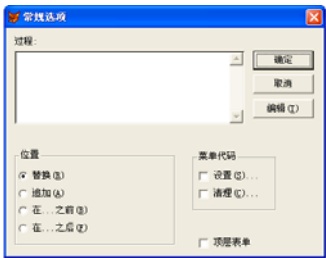 常规选项
过程:
确定
取消
编辑(I)
位置
替换(R)
追加(A)
在...之前(B)
在...之后(F)
菜单代码
设置(S)...
清理(C)...
顶层表单